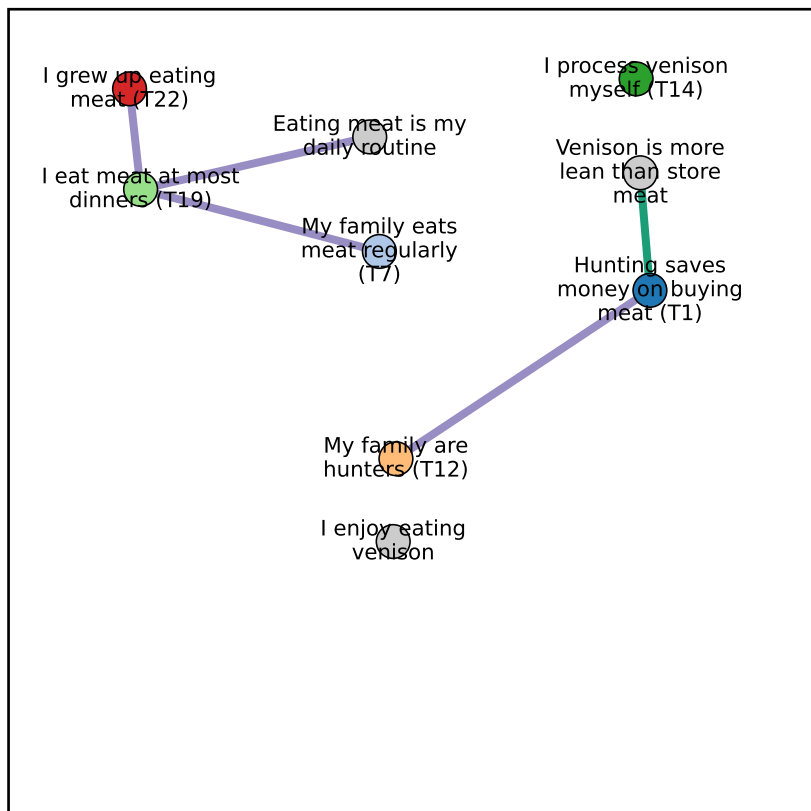 I grew up eating
meat (T22)
I process venison
myself (T14)
Eating meat is my
daily routine
Venison is more
lean than store
meat
I eat meat at most
dinners (T19)
My family eats
meat regularly
(T7)
Hunting saves
money on buying
meat (T1)
My family are
hunters (T12)
I enjoy eating
venison